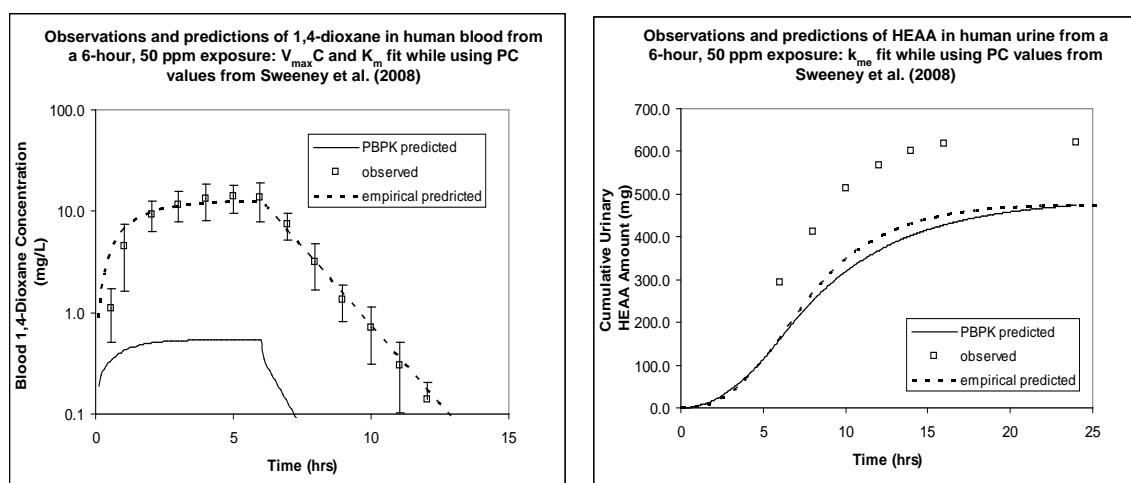 Observations and predictions of 1,4-dioxane in human blood from
a 6-hour, 50 ppm exposure: VmaxC and Km fit while using PC
values from Sweeney et al. (2008)
Blood 1,4-Dioxane Concentration
(mg/L)
100.0
10.0
1.0
0.1
PBPK predicted
observed
empirical predricted
0
5
10
15
Time (hrs)
Observations and predictions of HEAA in human urine from a
6-hour, 50 ppm exposure: kme fit while using PC values from
Sweeney et al. (2008)
Cumulative Urinary
HEAA Amount (mg)
700.0
600.0
500.0
400.0
300.0
200.0
100.0
0.0
PBPK predicted
observed
empirical predicted
0
5
10
15
20
25
Time (hrs)